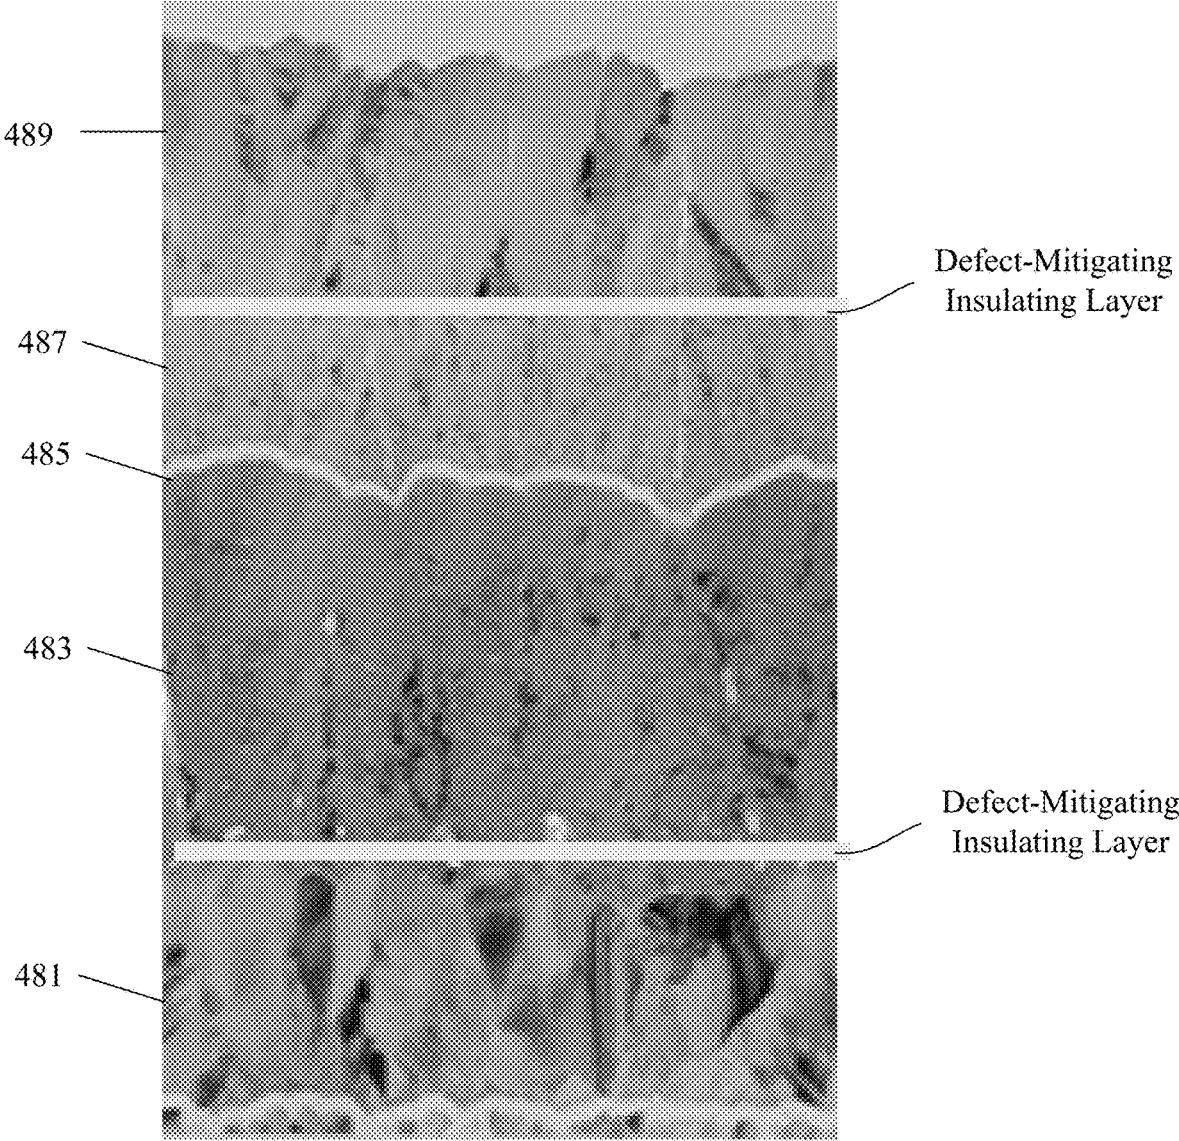 489
Defect-Mitigating
Insulating Layer
487
485
483
Defect-Mitigating
Insulating Layer
481